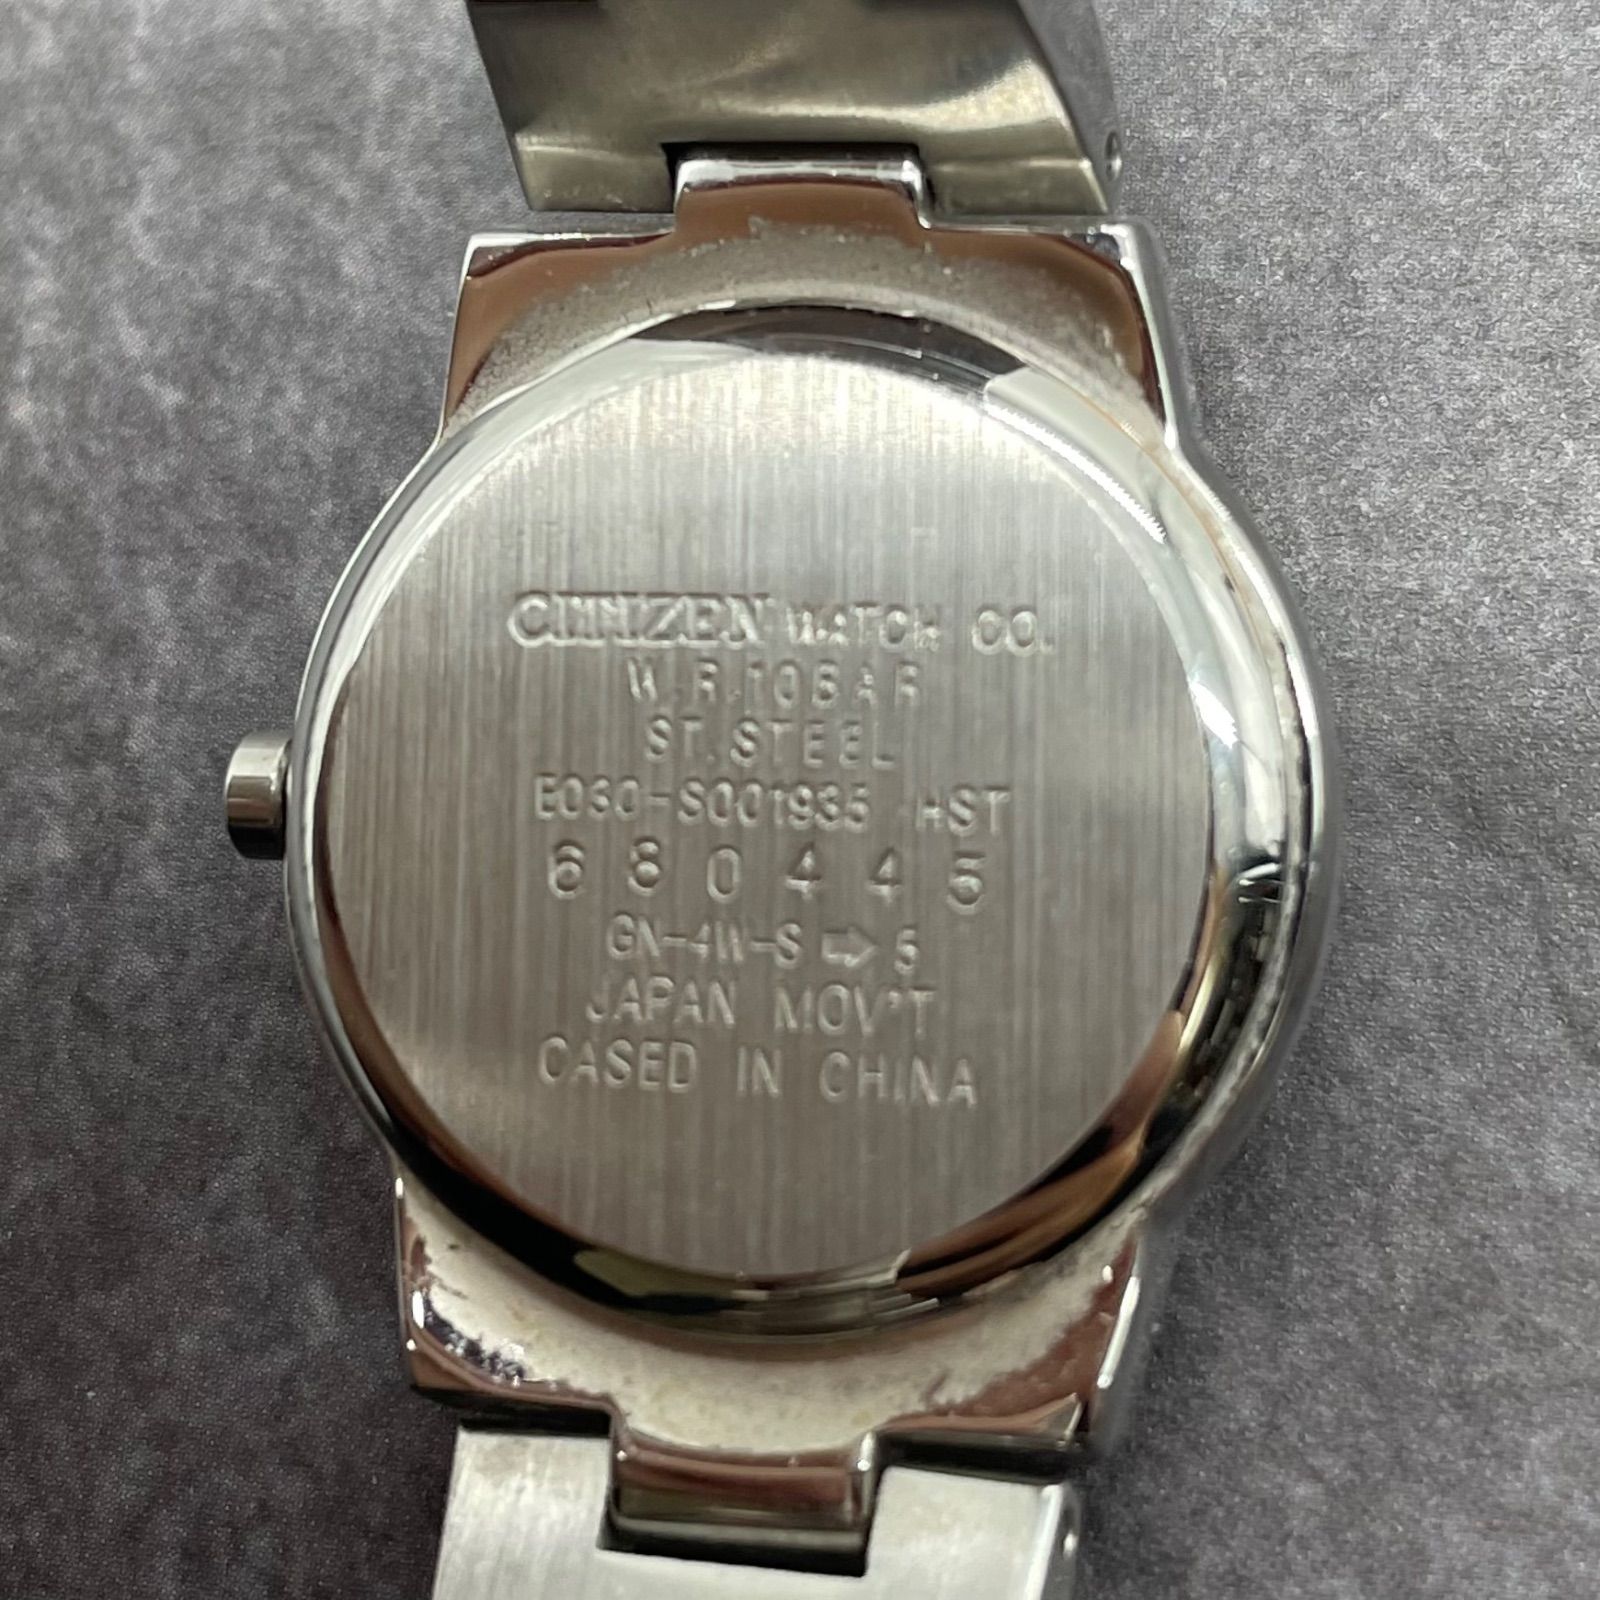 CITIZEN WATCH CO.
W.R.10BAR
ST.STEEL
E030-S001935 HST
680445
GN-4W-S ⇨ 5
JAPAN MOV'T
CASED IN CHINA